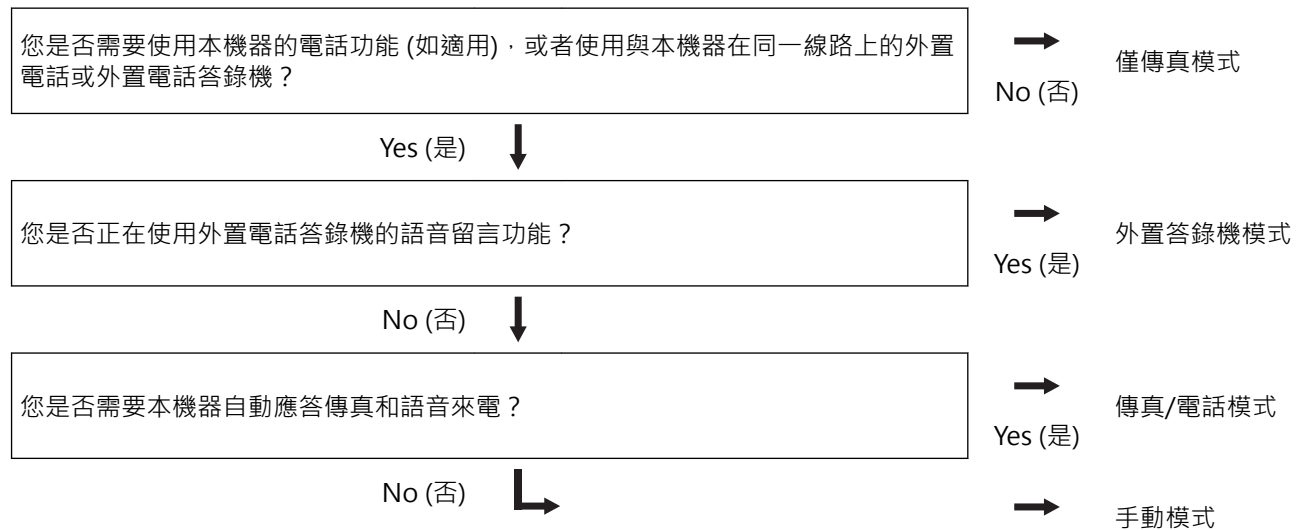 您是否需要使用本機器的電話功能 (如適用)，或者使用與本機器在同一線路上的外置
電話或外置電話答錄機？
No (否)
僅傳真模式
Yes (是)
您是否正在使用外置電話答錄機的語音留言功能？
Yes (是)
外置答錄機模式
No (否)
您是否需要本機器自動應答傳真和語音來電？
Yes (是)
傳真/電話模式
No (否)
手動模式